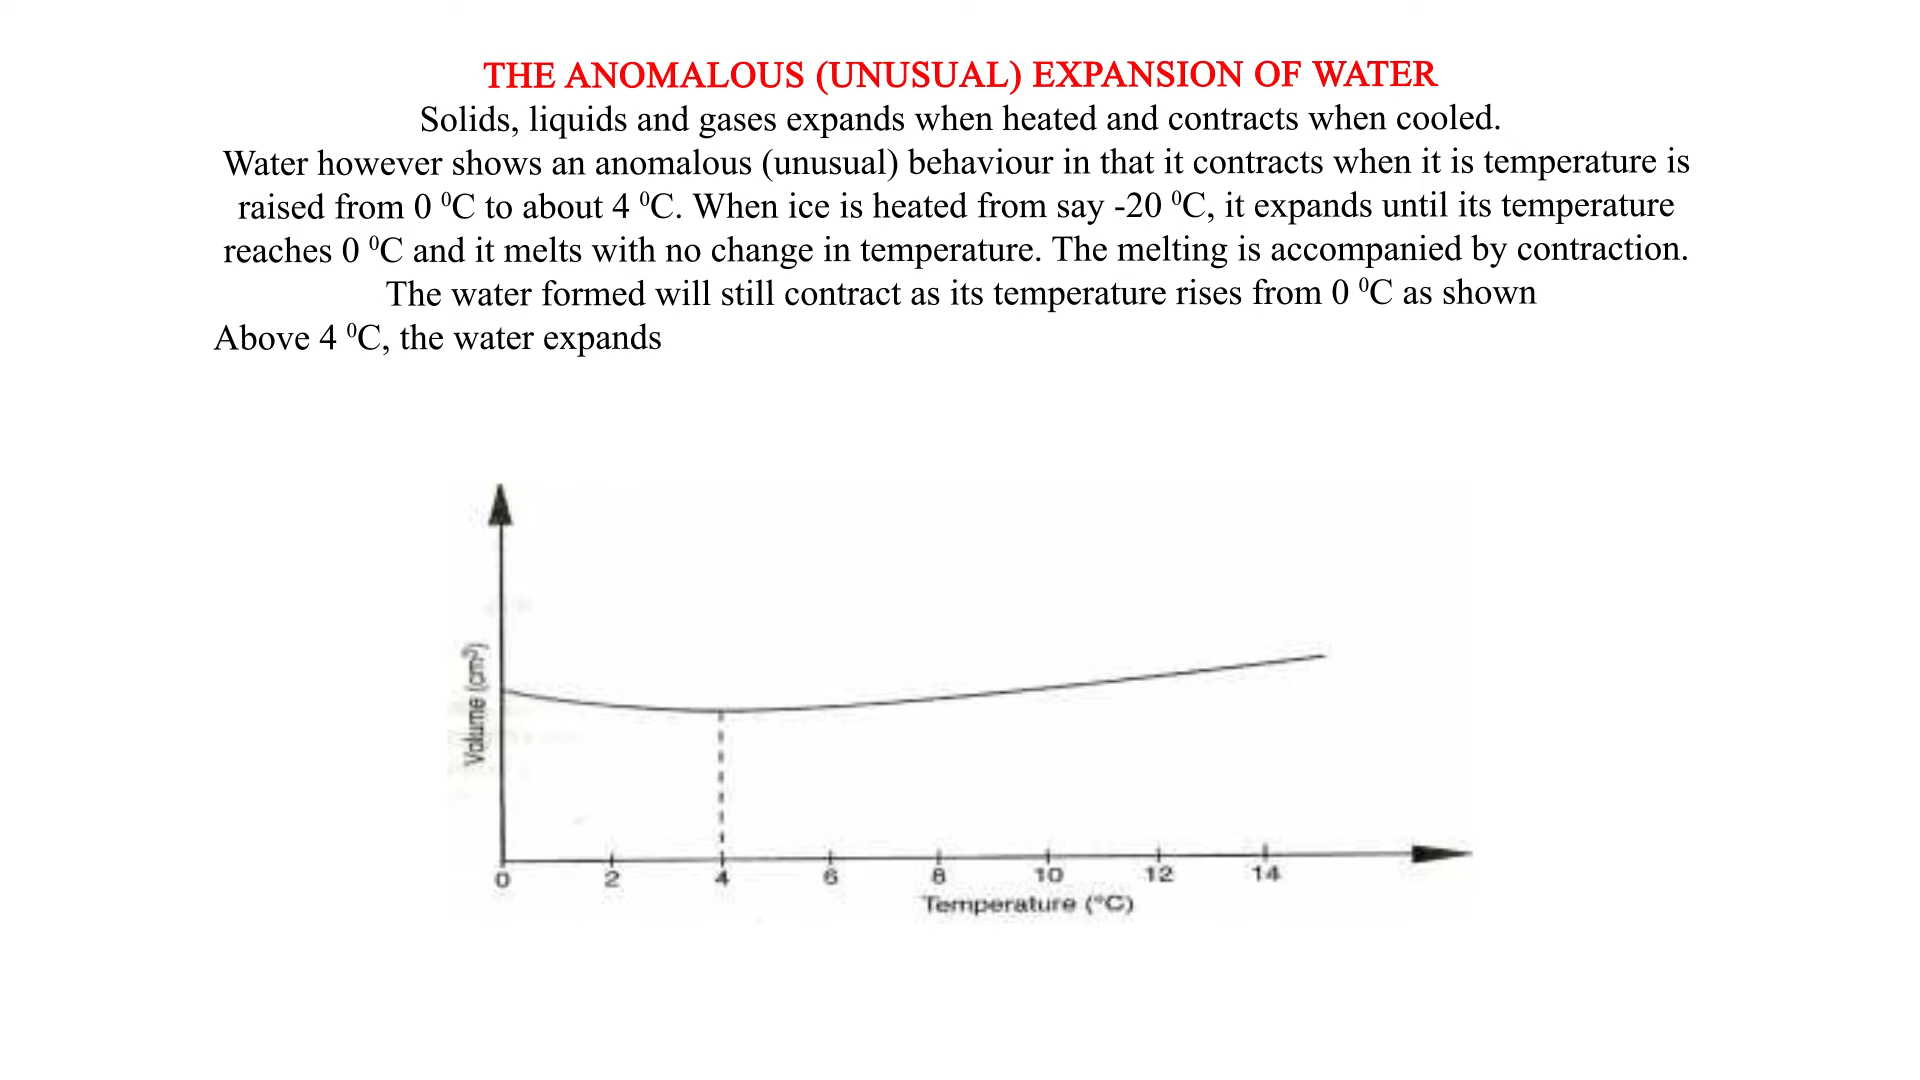 THE ANOMALOUS (UNUSUAL) EXPANSION OF WATER
Solids, liquids and gases expands when heated and contracts when cooled.
Water however shows an anomalous (unusual) behaviour in that it contracts when it is temperature is
raised from 0 ⁰C to about 4 ⁰C. When ice is heated from say -20 ⁰C, it expands until its temperature
reaches 0 ⁰C and it melts with no change in temperature. The melting is accompanied by contraction.
The water formed will still contract as its temperature rises from 0 ⁰C as shown
Above 4 ⁰C, the water expands
Volume (cm³)
0 2 4 6 8 10 12 14
Temperature (°C)